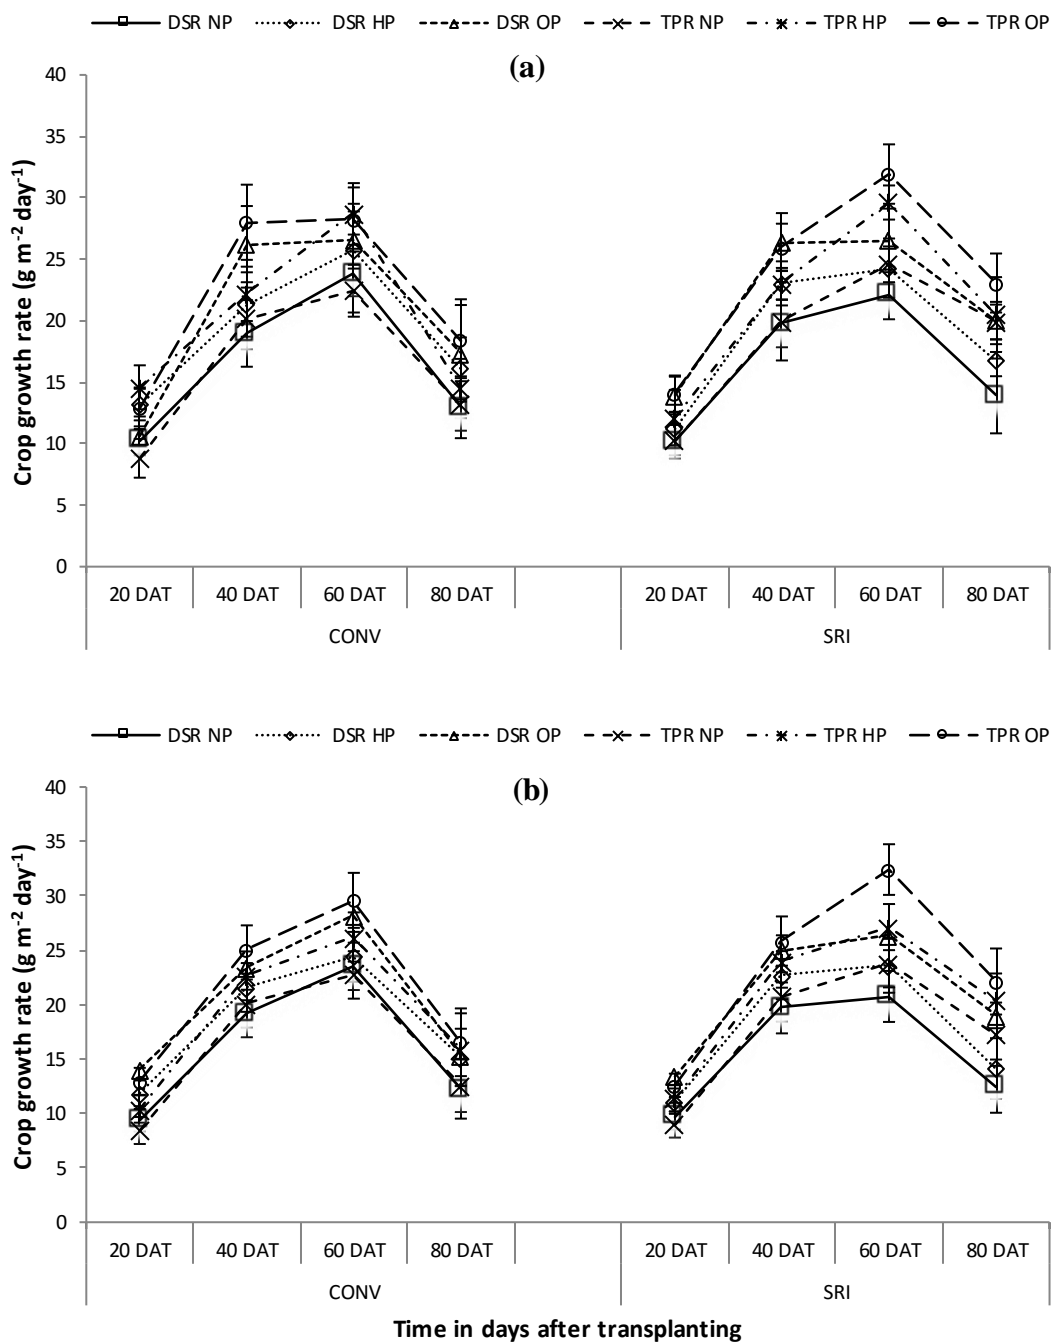 DSR NP DSR HP DSR OP TPR NP TPR HP TPR OP
(a)
Crop growth rate (g m⁻² day⁻¹)
40
35
30
25
20
15
10
5
0
20 DAT 40 DAT 60 DAT 80 DAT 20 DAT 40 DAT 60 DAT 80 DAT
CONV SRI
DSR NP DSR HP DSR OP TPR NP TPR HP TPR OP
(b)
Crop growth rate (g m⁻² day⁻¹)
40
35
30
25
20
15
10
5
0
20 DAT 40 DAT 60 DAT 80 DAT 20 DAT 40 DAT 60 DAT 80 DAT
CONV SRI
Time in days after transplanting